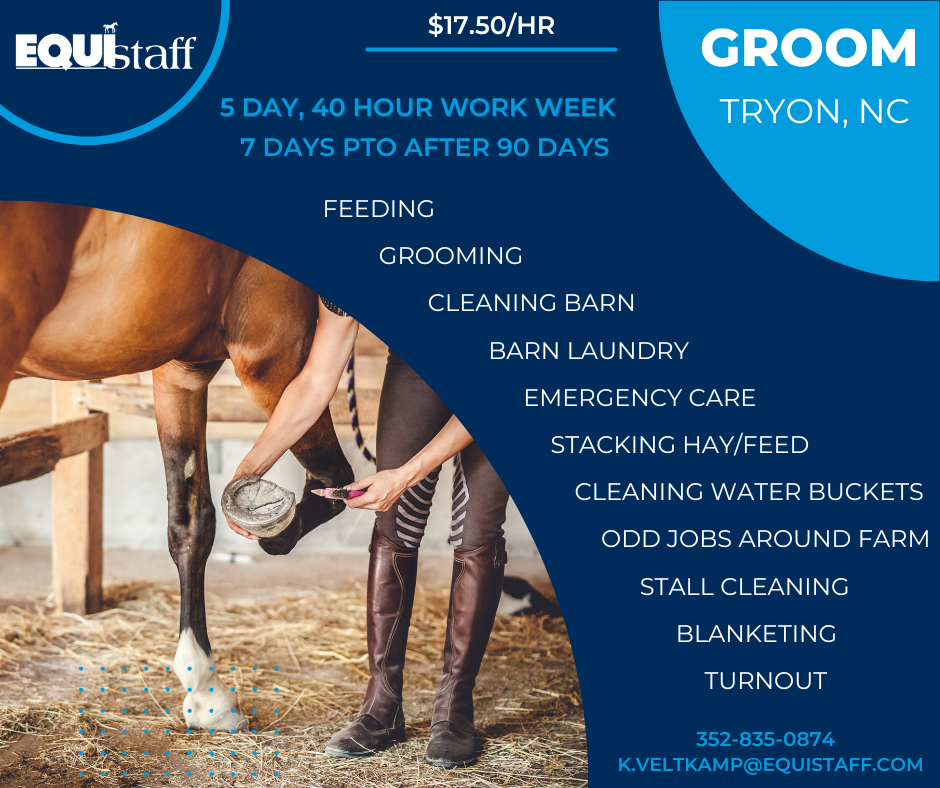 EQUIstaff
$17.50/HR
GROOM
TRYON, NC
5 DAY, 40 HOUR WORK WEEK
7 DAYS PTO AFTER 90 DAYS
FEEDING
GROOMING
CLEANING BARN
BARN LAUNDRY
EMERGENCY CARE
STACKING HAY/FEED
CLEANING WATER BUCKETS
ODD JOBS AROUND FARM
STALL CLEANING
BLANKETING
TURNOUT
352-835-0874
K.VELTKAMP@EQUISTAFF.COM